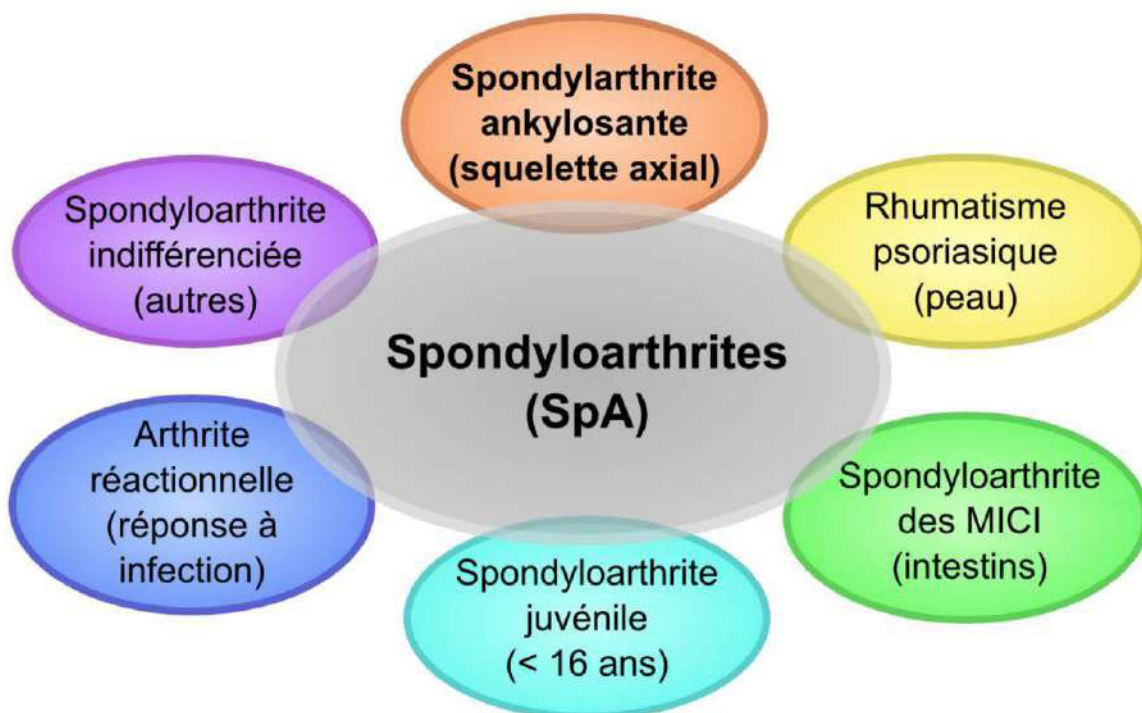 Spondylarthrite
ankylosante
(squelette axial)
Spondyloarthrite
indifférenciée
(autres)
Rhumatisme
psoriasique
(peau)
Spondyloarthrites
(SpA)
Arthrite
réactionnelle
(réponse à
infection)
Spondyloarthrite
des MICI
(intestins)
Spondyloarthrite
juvénile
(< 16 ans)